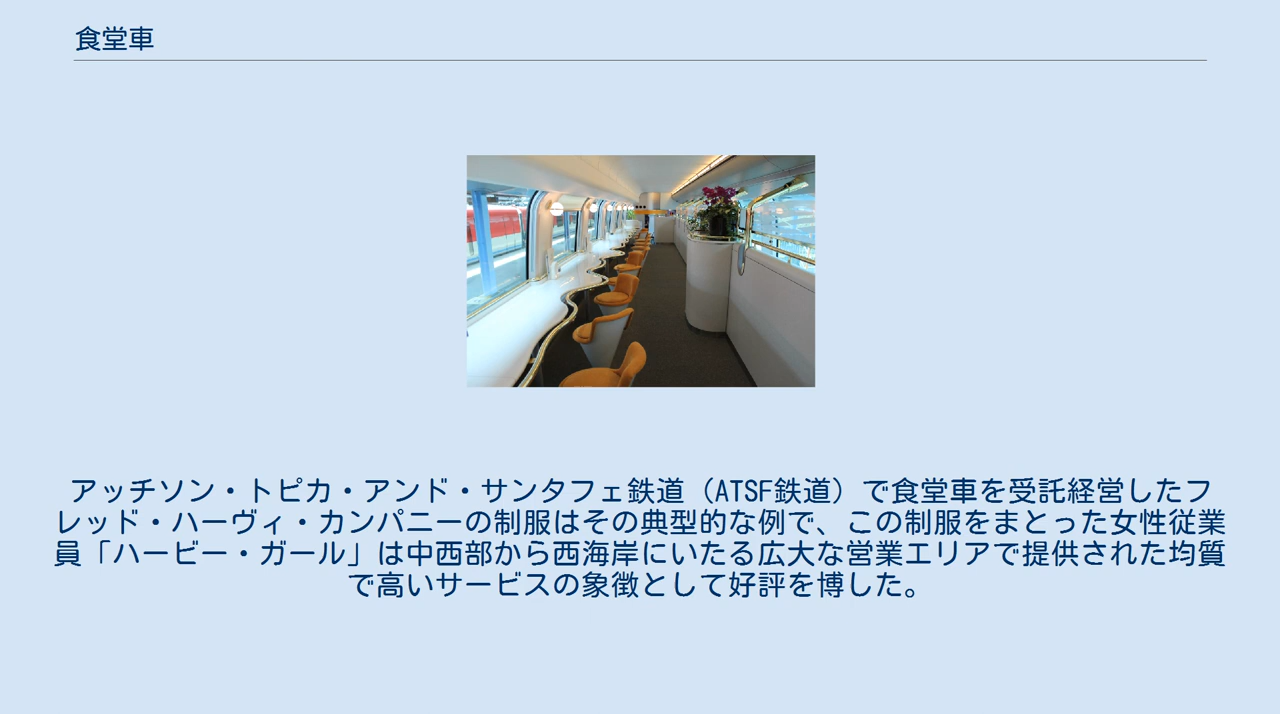 食堂車
アッチソン・トピカ・アンド・サンタフェ鉄道（ATSF鉄道）で食堂車を受託経営したフ
レッド・ハーヴィ・カンパニーの制服はその典型的な例で、この制服をまとった女性従業
員「ハービー・ガール」は中西部から西海岸にいたる広大な営業エリアで提供された均質
で高いサービスの象徴として好評を博した。